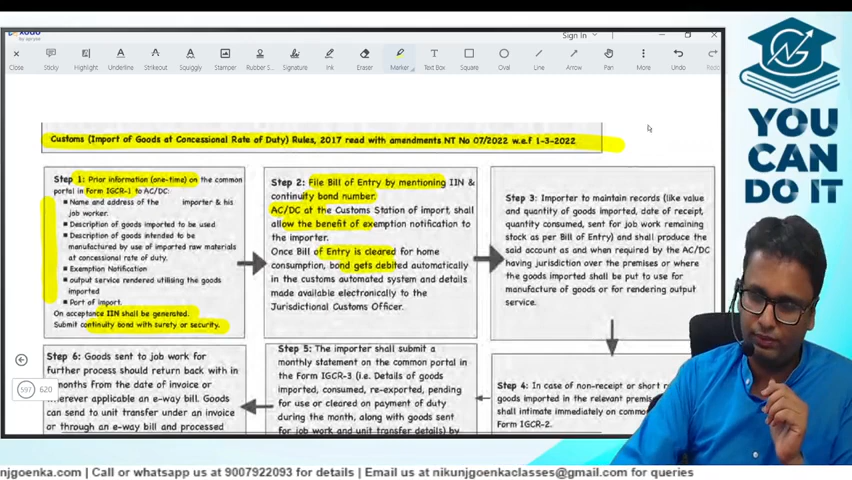 Sign In
Close Sticky Highlight Underline Strikeout Squiggly Stamper Rubber S... Signature Ink Eraser Marker Text Box Square Oval Line Arrow Pan More Undo Redo
Customs (Import of Goods at Concessional Rate of Duty) Rules, 2017 read with amendments NT No 07/2022 w.e.f 1-3-2022
Step 1: Prior information (one-time) on the common
portal in Form IGCR-1 to AC/DC:
Name and address of the importer & his
job worker.
Description of goods imported to be used
Description of goods intended to be
manufactured by use of imported raw materials
at concessional rate of duty.
Exemption Notification
output service rendered utilising the goods
imported
Port of import.
On acceptance IIN shall be generated.
Submit continuity bond with surety or security.
Step 2: File Bill of Entry by mentioning IIN &
continuity bond number.
AC/DC at the Customs Station of import, shall
allow the benefit of exemption notification to
the importer.
Once Bill of Entry is cleared for home
consumption, bond gets debited automatically
in the customs automated system and details
made available electronically to the
Jurisdictional Customs Officer.
Step 3: Importer to maintain records (like value
and quantity of goods imported, date of receipt,
quantity consumed, sent for job work remaining
stock as per Bill of Entry) and shall produce the
said account as and when required by the AC/DC
having jurisdiction over the premises or where
the goods imported shall be put to use for
manufacture of goods or for rendering output
service.
Step 6: Goods sent to job work for
further process should return back with in
months from the date of invoice or
wherever applicable an e-way bill. Goods
can send to unit transfer under an invoice
or through an e-way bill and processed
597 620
Step 5: The importer shall submit a
monthly statement on the common portal in
the Form IGCR-3 (i.e. Details of goods
imported, consumed, re-exported, pending
for use or cleared on payment of duty
during the month, along with goods sent
for job work and unit transfer details) by
Step 4: In case of non-receipt or short
goods imported in the relevant
shall intimate immediately on
Form IGCR-2.
NG
YOU
CAN
DO IT
njgoenka.com | Call or whatsapp us at 9007922093 for details | Email us at nikunjgoenkaclasses@gmail.com for queries